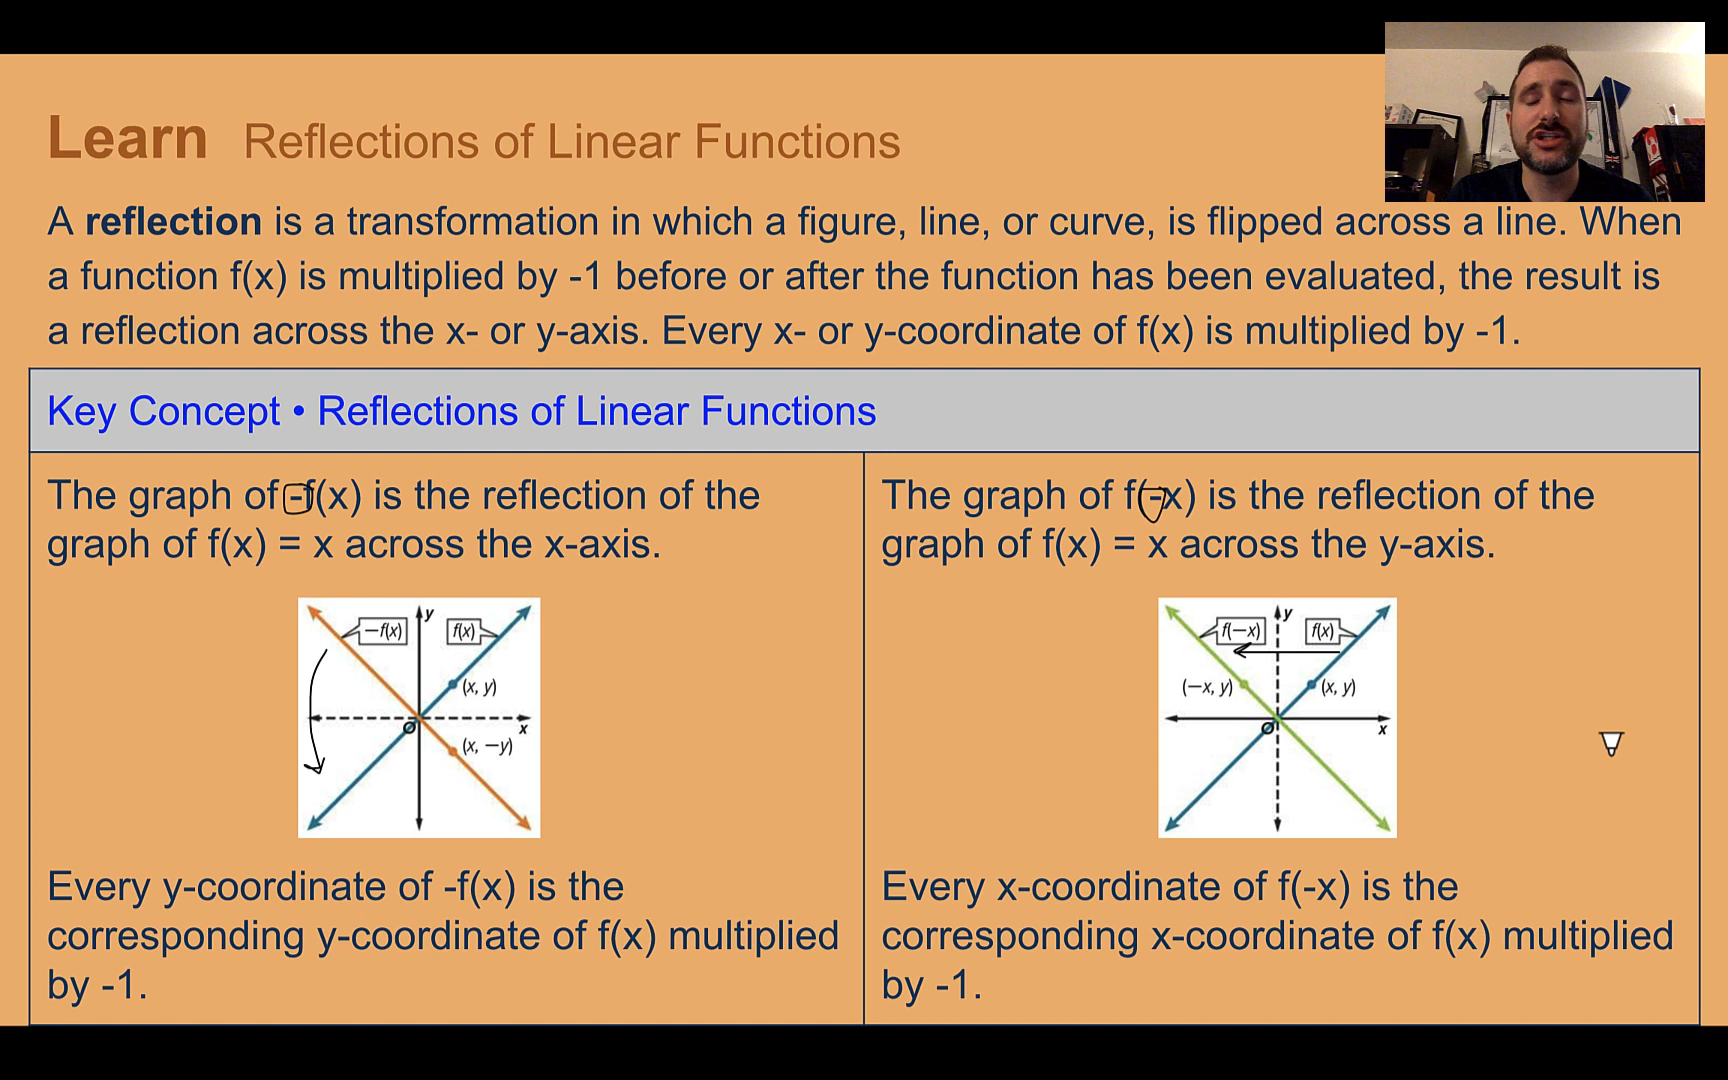 Learn Reflections of Linear Functions
A reflection is a transformation in which a figure, line, or curve, is flipped across a line. When
a function f(x) is multiplied by -1 before or after the function has been evaluated, the result is
a reflection across the x- or y-axis. Every x- or y-coordinate of f(x) is multiplied by -1.
Key Concept • Reflections of Linear Functions
The graph of -f(x) is the reflection of the
graph of f(x) = x across the x-axis.
y
−f(x) f(x)
(x, y)
O x
(x, −y)
Every y-coordinate of -f(x) is the
corresponding y-coordinate of f(x) multiplied
by -1.
The graph of f(-x) is the reflection of the
graph of f(x) = x across the y-axis.
y
f(−x) f(x)
(−x, y) (x, y)
O x
Every x-coordinate of f(-x) is the
corresponding x-coordinate of f(x) multiplied
by -1.